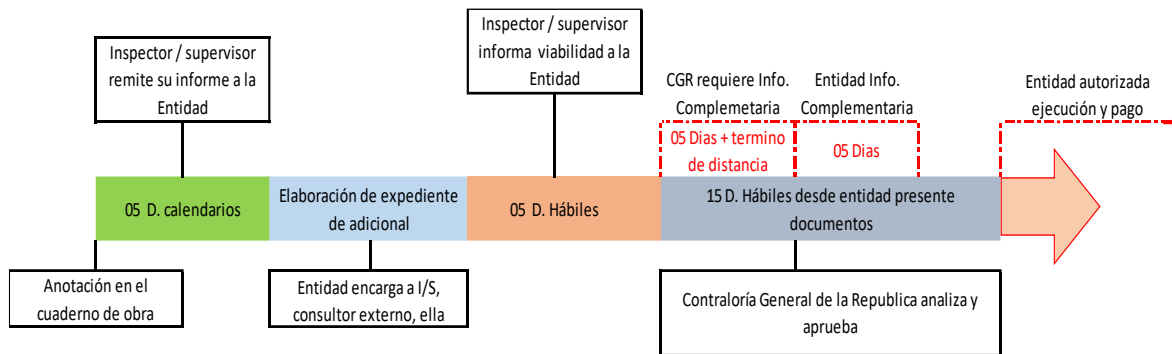 Inspector / supervisor
remite su informe a la
Entidad
Inspector / supervisor
informa viabilidad a la
Entidad
CGR requiere Info.
Complemetaria
Entidad Info.
Complementaria
Entidad autorizada
ejecución y pago
05 Dias + termino
de distancia
05 Dias
05 D. calendarios
Elaboración de expediente
de adicional
05 D. Hábiles
15 D. Hábiles desde entidad presente
documentos
Anotación en el
cuaderno de obra
Entidad encarga a I/S,
consultor externo, ella
Contraloría General de la Republica analiza y
aprueba